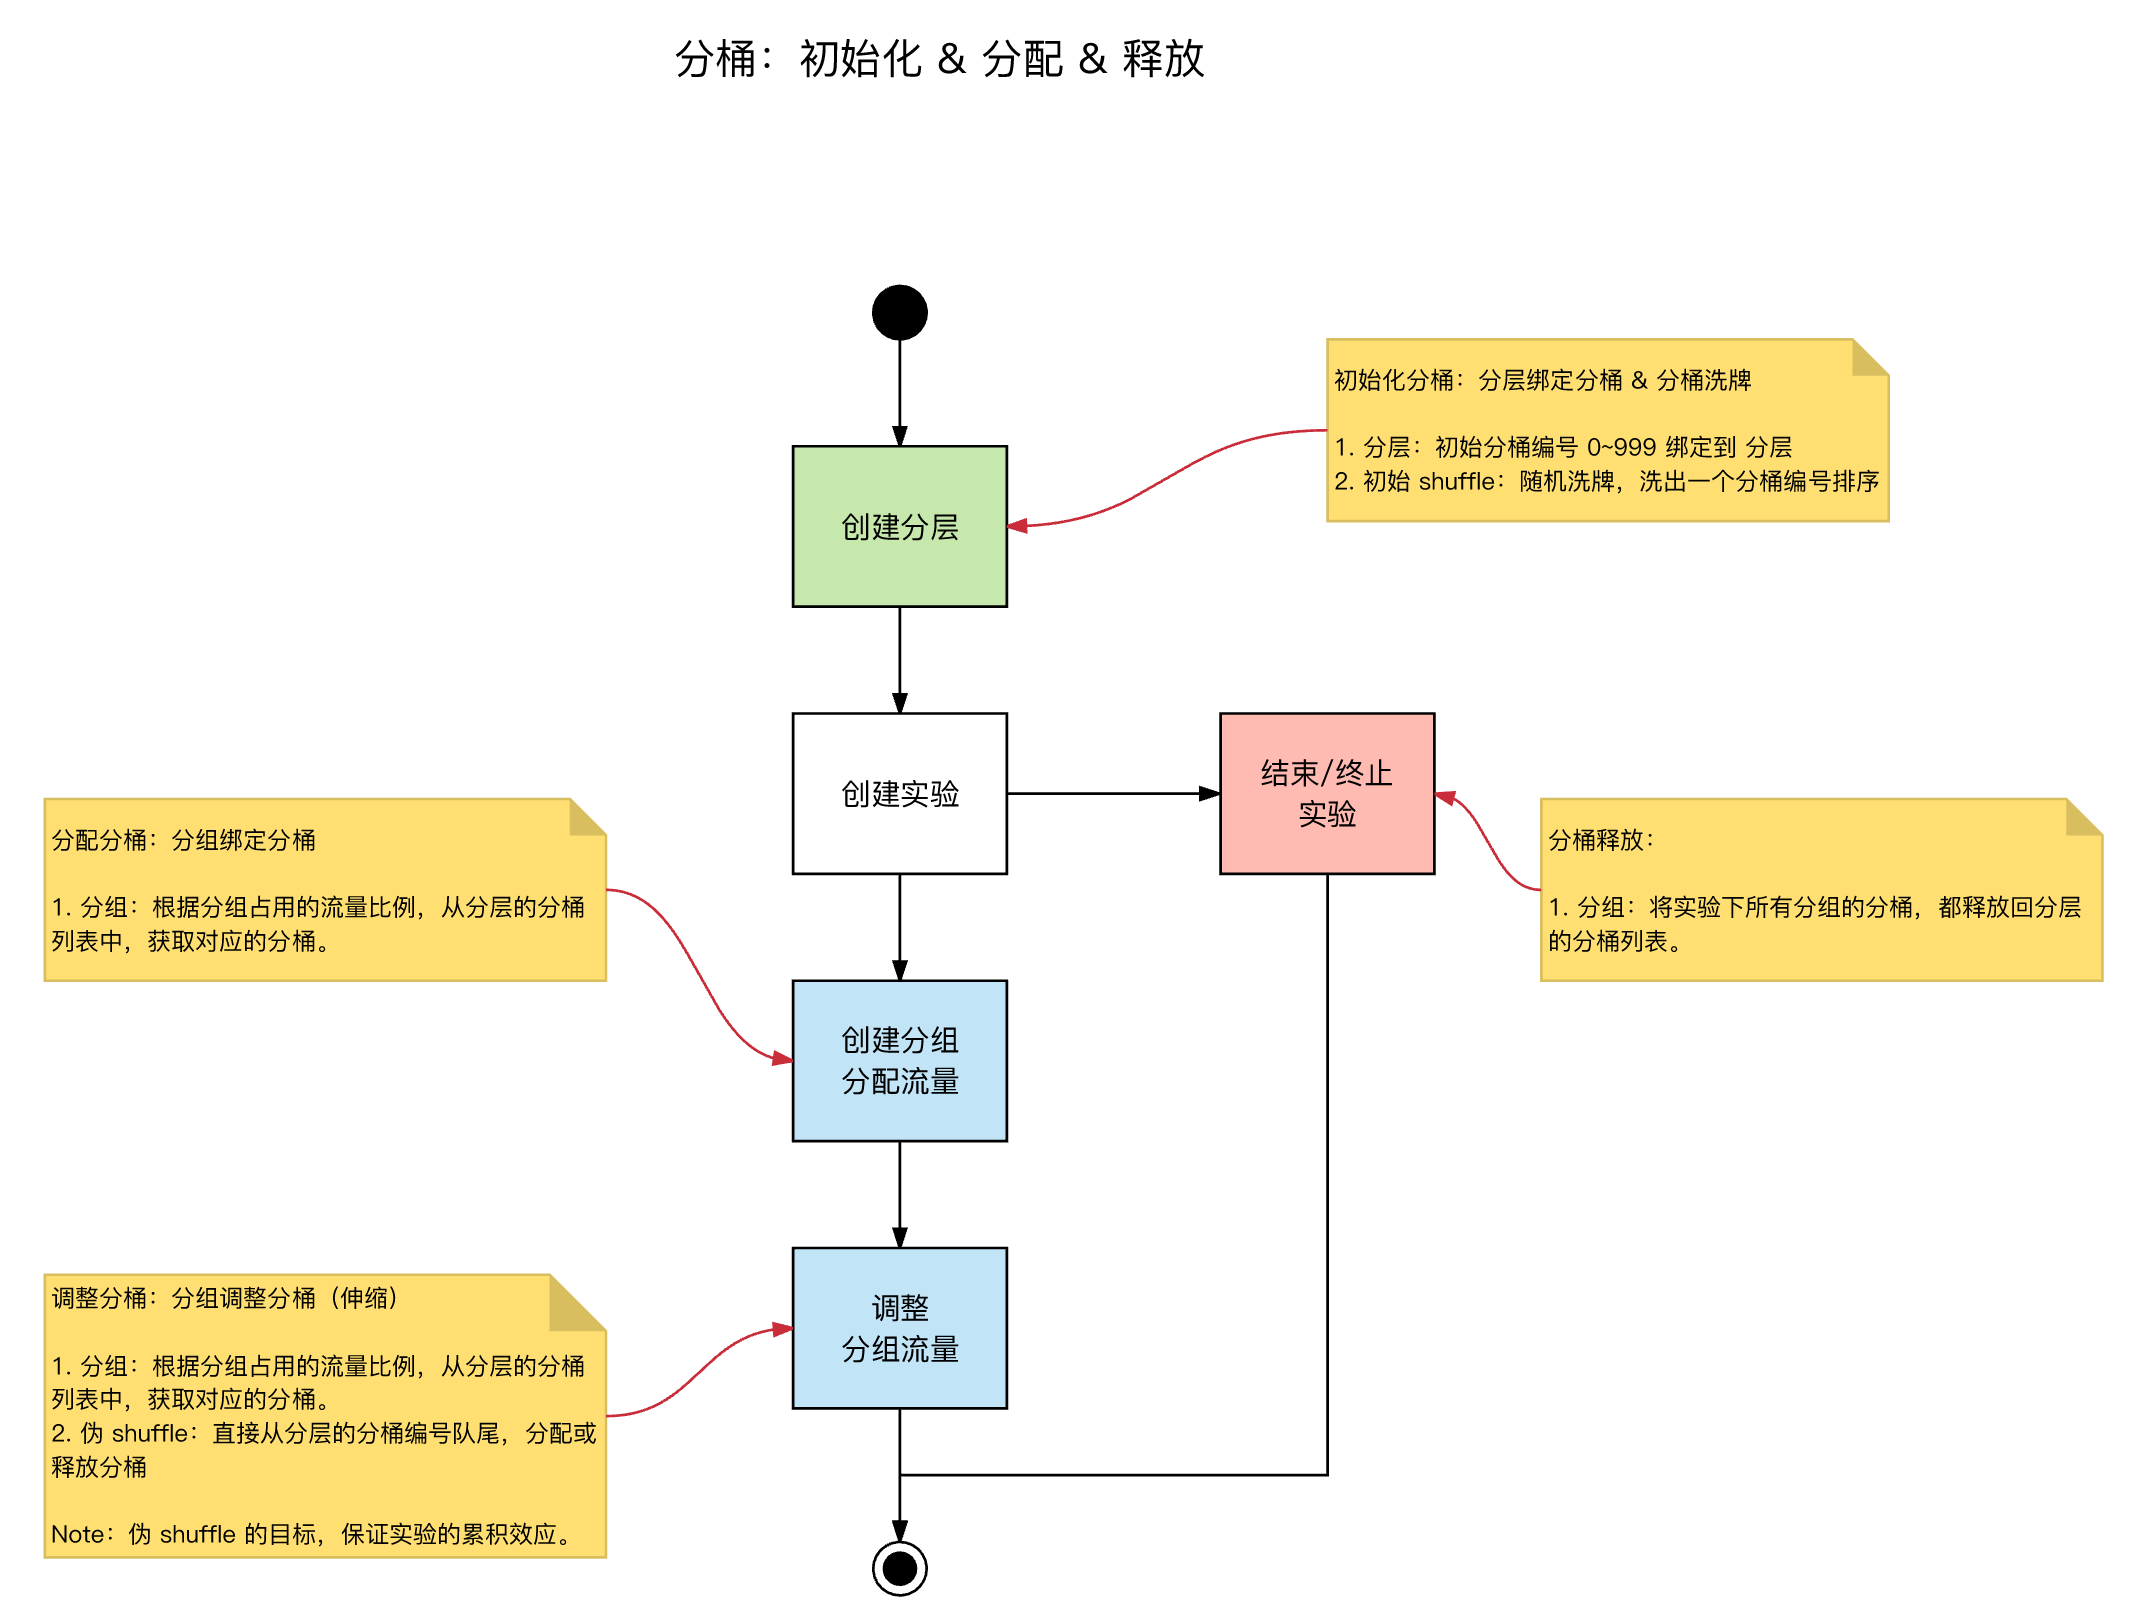 分桶：初始化 & 分配 & 释放
初始化分桶：分层绑定分桶 & 分桶洗牌
1. 分层：初始分桶编号 0~999 绑定到 分层
2. 初始 shuffle：随机洗牌，洗出一个分桶编号排序
创建分层
创建实验
结束/终止
实验
分配分桶：分组绑定分桶
1. 分组：根据分组占用的流量比例，从分层的分桶
列表中，获取对应的分桶。
分桶释放：
1. 分组：将实验下所有分组的分桶，都释放回分层
的分桶列表。
创建分组
分配流量
调整
分组流量
调整分桶：分组调整分桶（伸缩）
1. 分组：根据分组占用的流量比例，从分层的分桶
列表中，获取对应的分桶。
2. 伪 shuffle：直接从分层的分桶编号队尾，分配或
释放分桶
Note：伪 shuffle 的目标，保证实验的累积效应。